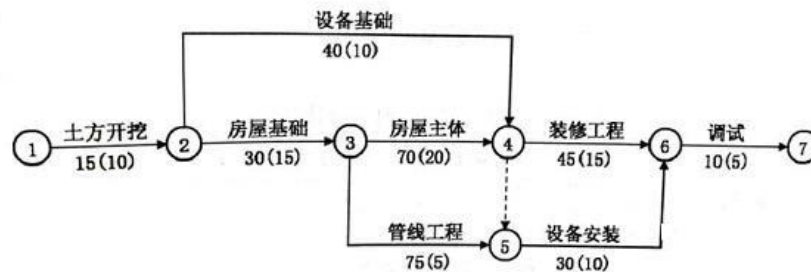 设备基础
40(10)
土方开挖 房屋基础 房屋主体 装修工程 调试
1 2 3 4 6 7
15(10) 30(15) 70(20) 45(15) 10(5)
管线工程 设备安装
5
75(5) 30(10)